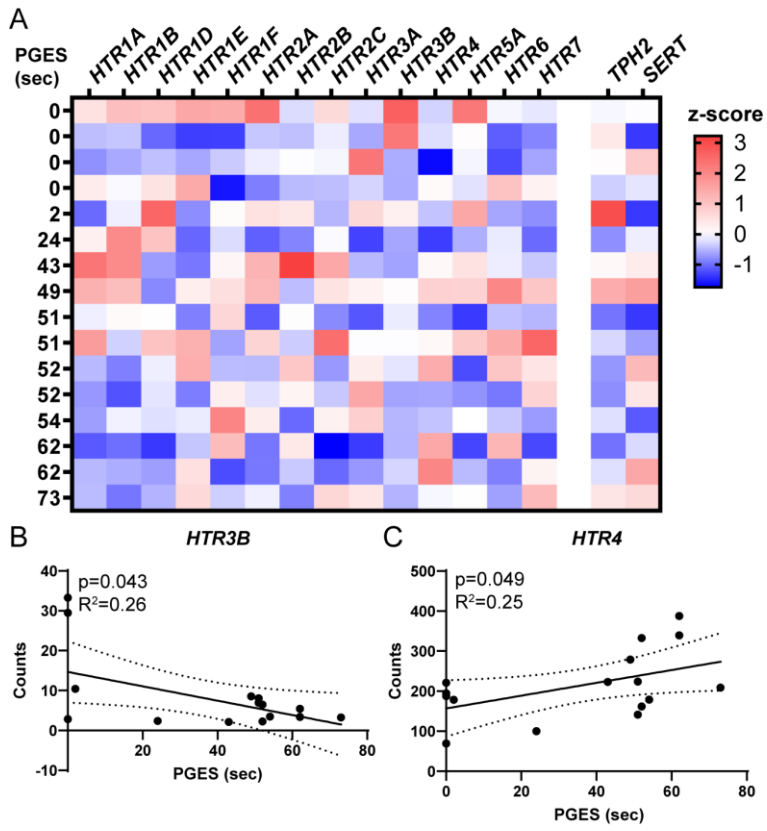 A
PGES (sec)
HTR1A HTR1B HTR1D HTR1E HTR1F HTR2A HTR2B HTR2C HTR3A HTR3B HTR4 HTR5A HTR6 HTR7 TPH2 SERT
0
0
0
0
2
24
43
49
51
51
52
52
54
62
62
73
z-score
3
2
1
0
-1
B
HTR3B
p=0.043
R²=0.26
Counts
40
30
20
10
0
-10
20 40 60 80
PGES (sec)
C
HTR4
p=0.049
R²=0.25
Counts
500
400
300
200
100
0
0 20 40 60 80
PGES (sec)